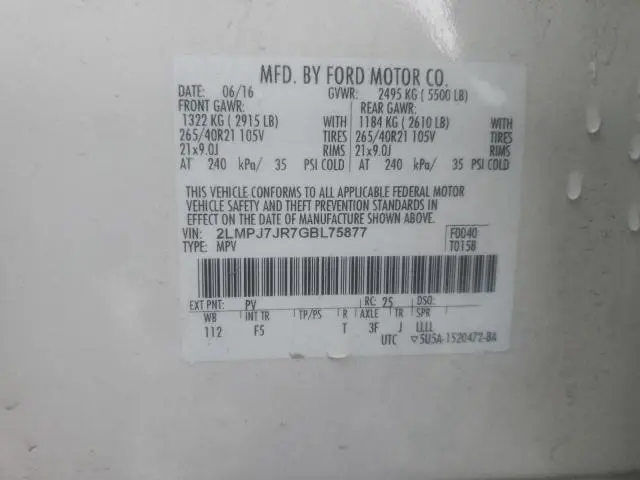 MFD. BY FORD MOTOR CO.
DATE: 06/16 GVWR: 2495 KG ( 5500 LB)
FRONT GAWR: REAR GAWR:
1322 KG ( 2915 LB) WITH 1184 KG ( 2610 LB) WITH
265/40R21 105V TIRES 265/40R21 105V TIRES
21x9.0J RIMS 21x9.0J RIMS
AT 240 kPa/ 35 PSI COLD AT 240 kPa/ 35 PSI COLD
THIS VEHICLE CONFORMS TO ALL APPLICABLE FEDERAL MOTOR
VEHICLE SAFETY AND THEFT PREVENTION STANDARDS IN
EFFECT ON THE DATE OF MANUFACTURE SHOWN ABOVE.
VIN: 2LMPJ7JR7GBL75877 F0040
TYPE: MPV T0158
EXT PNT: PV RC: 25 DSO:
WB INT TR TP/PS R AXLE TR SPR
112 F5 T 3F J LLLL
UTC ▽5U5A-1520472-BA